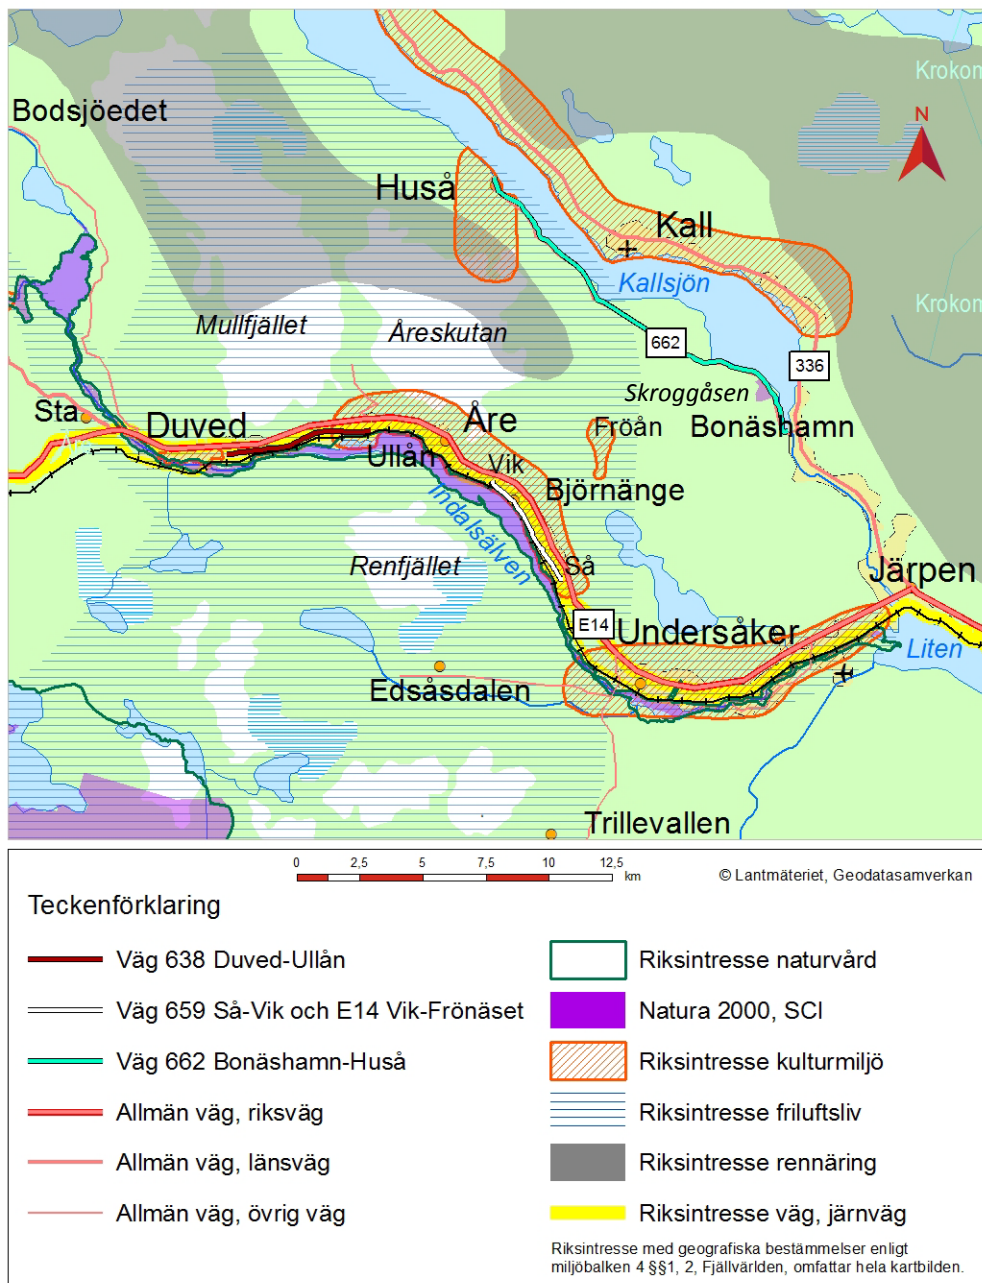 Krokom
Bodsjöedet
N
Huså
Kall
Kallsjön
Krokom
Mullfjället
Åreskutan
662
336
Skroggåsen
Sta
Duved
Åre
Fröån
Bonäshamn
Ullån
Vik
Björnänge
Indalsälven
Renfjället
Så
Järpen
E14
Undersåker
Liten
Edsåsdalen
Trillevallen
0 2,5 5 7,5 10 12,5
km
© Lantmäteriet, Geodatasamverkan
Teckenförklaring
Väg 638 Duved-Ullån
Väg 659 Så-Vik och E14 Vik-Frönäset
Väg 662 Bonäshamn-Huså
Allmän väg, riksväg
Allmän väg, länsväg
Allmän väg, övrig väg
Riksintresse naturvård
Natura 2000, SCI
Riksintresse kulturmiljö
Riksintresse friluftsliv
Riksintresse rennäring
Riksintresse väg, järnväg
Riksintresse med geografiska bestämmelser enligt
miljöbalken 4 §§1, 2, Fjällvärlden, omfattar hela kartbilden.